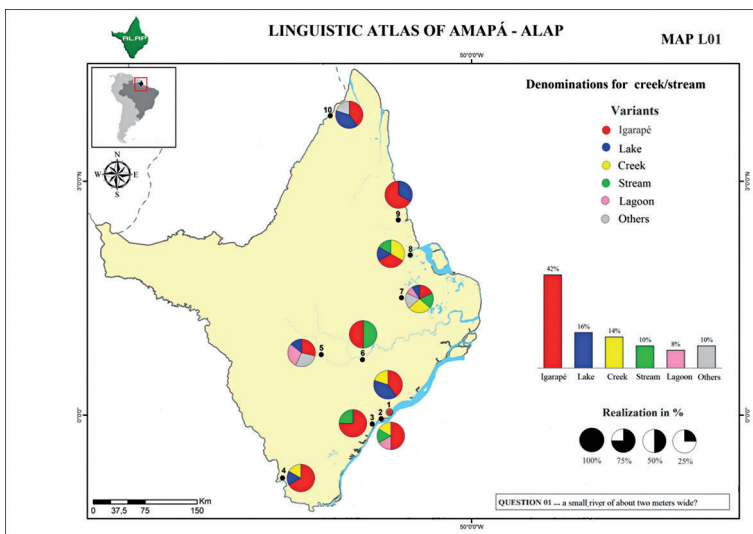 LINGUISTIC ATLAS OF AMAPÁ - ALAP
MAP L01
ALAP
50°0'0"W
Denominations for creek/stream
Variants
Igarapé
Lake
Creek
Stream
Lagoon
Others
N
W
E
S
3°0'0"N
3°0'0"N
10
9
8
7
5
6
1
2
3
4
42%
16%
14%
10%
8%
10%
Igarapé Lake Creek Stream Lagoon Others
0°0'0"
0°0'0"
Realization in %
100% 75% 50% 25%
Km
0 37,5 75 150
QUESTION 01 ... a small river of about two meters wide?
50°0'0"W